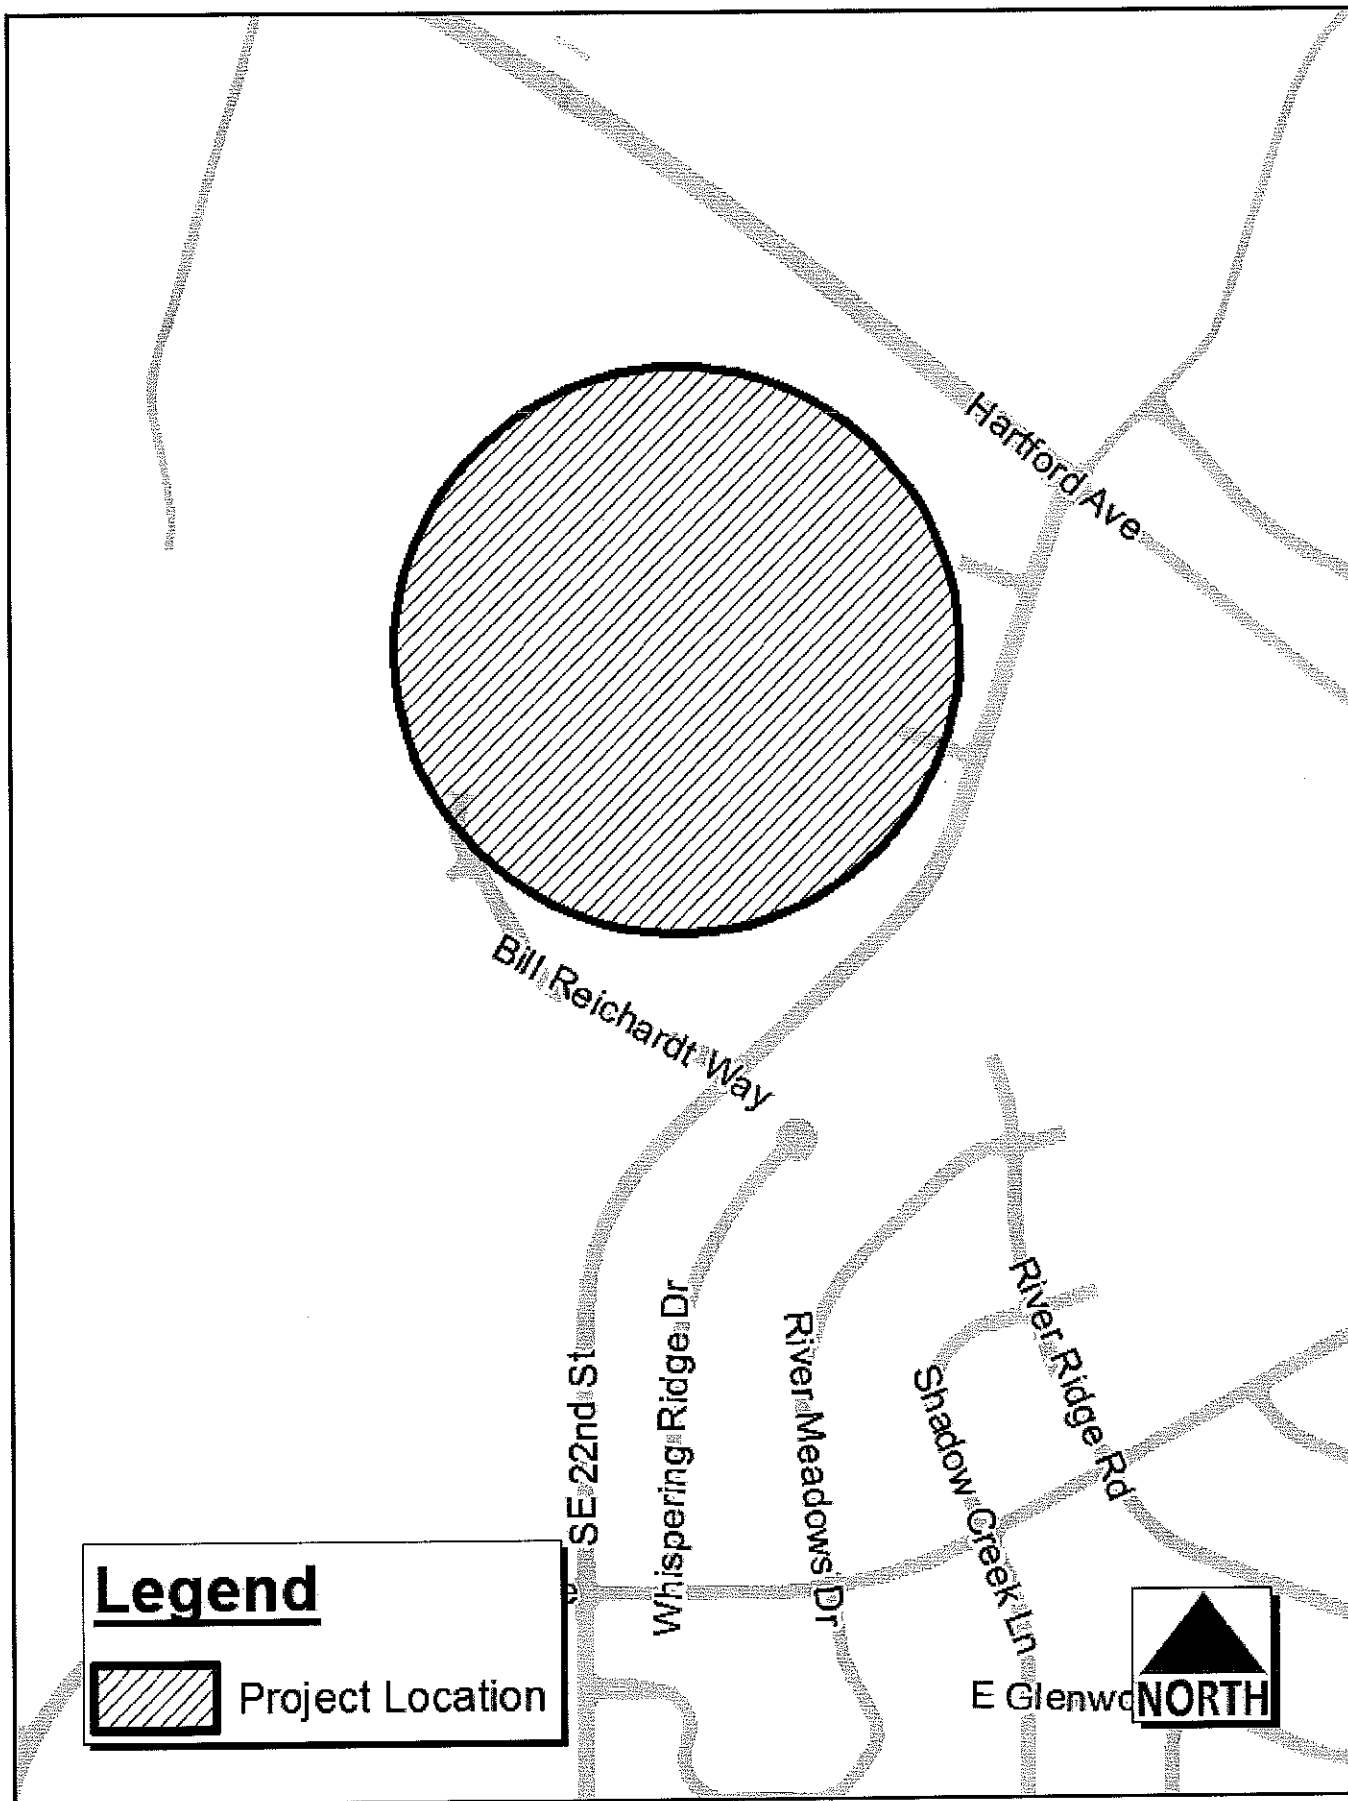 Hartford Ave
Bill Reichardt Way
River Ridge Rd
SE 22nd St
Whispering Ridge Dr
River Meadows Dr
Shadow Creek Ln
Legend
Project Location
E Glenwo
NORTH